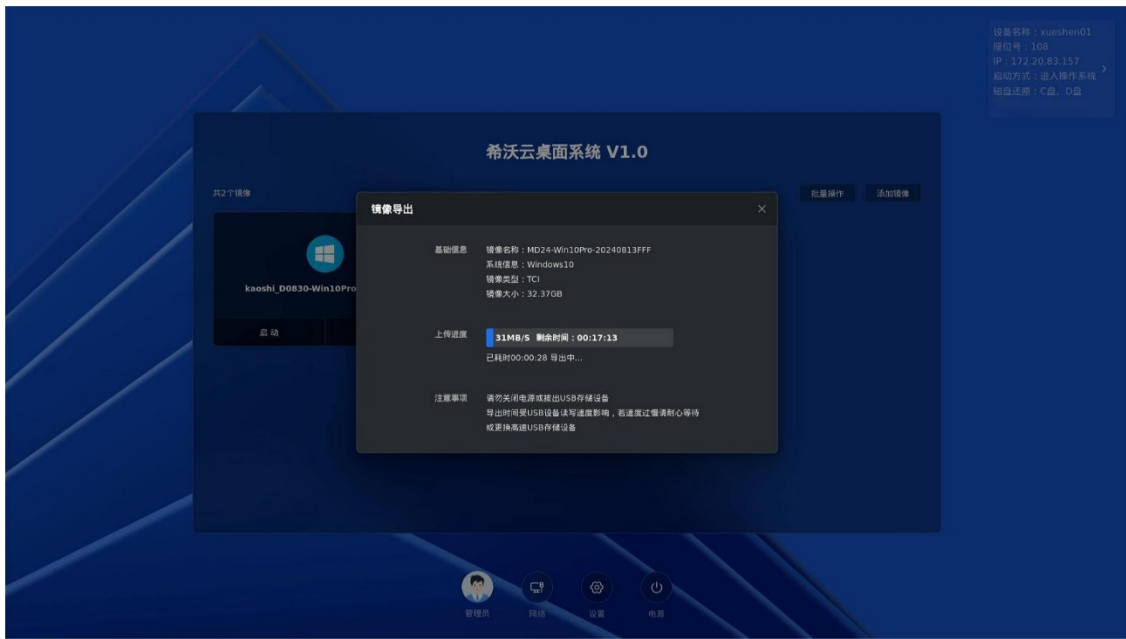 设备名称：xueshen01
座位号：108
IP：172.20.83.157
启动方式：进入操作系统
磁盘还原：C盘、D盘
希沃云桌面系统 V1.0
共2个镜像
批量操作
添加镜像
镜像导出
基础信息
镜像名称：MD24-Win10Pro-20240813FFF
系统信息：Windows10
镜像类型：TCI
镜像大小：32.37GB
kaoshi_D0830-Win10Pro
启动
上传进度
31MB/S 剩余时间：00:17:13
已耗时00:00:28 导出中...
注意事项
请勿关闭电源或拔出USB存储设备
导出时间受USB设备读写速度影响，若速度过慢请耐心等待
或更换高速USB存储设备
管理员
网络
设置
电源